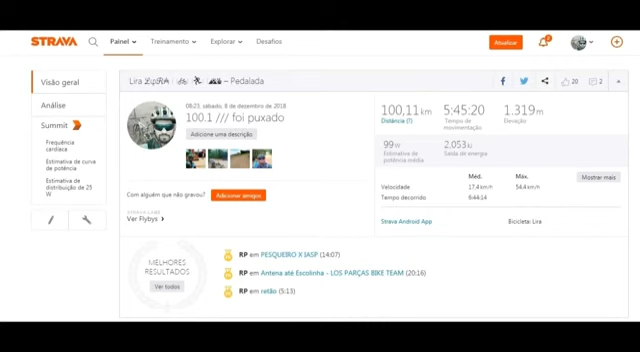 STRAVA
Painel
Treinamento
Explorar
Desafios
Atualizar
2
Visão geral
Análise
Summit
Frequência cardíaca
Estimativa de curva de potência
Estimativa de distribuição de 25 W
Lira – Pedalada
20
2
09:23, sábado, 8 de dezembro de 2018
100.1 /// foi puxado
Adicione uma descrição
Com alguém que não gravou?
Adicionar amigos
Ver Flybys
100,11 km
Distância (?)
5:45:20
Tempo de movimentação
1.319 m
Elevação
99 W
Estimativa de potência média
2.053 kJ
Saída de energia
Méd.
Máx.
Mostrar mais
Velocidade
17,4 km/h
54,4 km/h
Tempo decorrido
6:44:14
Strava Android App
Bicicleta: Lira
MELHORES RESULTADOS
Ver todos
RP em PESQUEIRO X IASP (14:07)
RP em Antena até Escolinha - LOS PARÇAS BIKE TEAM (20:16)
RP em retão (5:13)